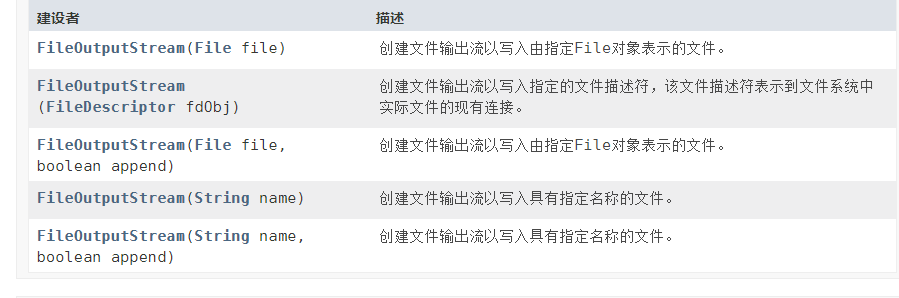 建设者 描述
FileOutputStream(File file) 创建文件输出流以写入由指定File对象表示的文件。
FileOutputStream 创建文件输出流以写入指定的文件描述符，该文件描述符表示到文件系统中
(FileDescriptor fdObj) 实际文件的现有连接。
FileOutputStream(File file, 创建文件输出流以写入由指定File对象表示的文件。
boolean append)
FileOutputStream(String name) 创建文件输出流以写入具有指定名称的文件。
FileOutputStream(String name, 创建文件输出流以写入具有指定名称的文件。
boolean append)